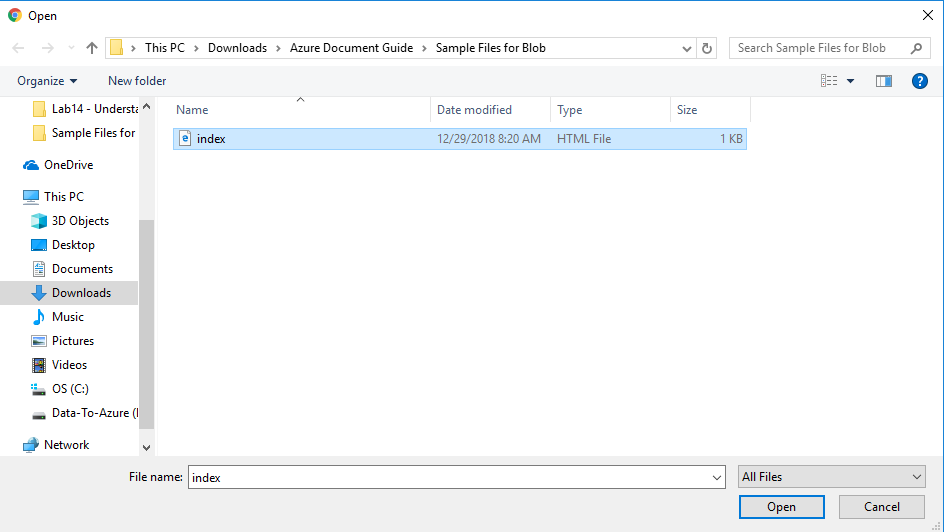 Open
This PC > Downloads > Azure Document Guide > Sample Files for Blob
Search Sample Files for Blob
Organize
New folder
Name
Date modified
Type
Size
index
12/29/2018 8:20 AM
HTML File
1 KB
Lab14 - Understa
Sample Files for
OneDrive
This PC
3D Objects
Desktop
Documents
Downloads
Music
Pictures
Videos
OS (C:)
Data-To-Azure (
Network
File name:
index
All Files
Open
Cancel